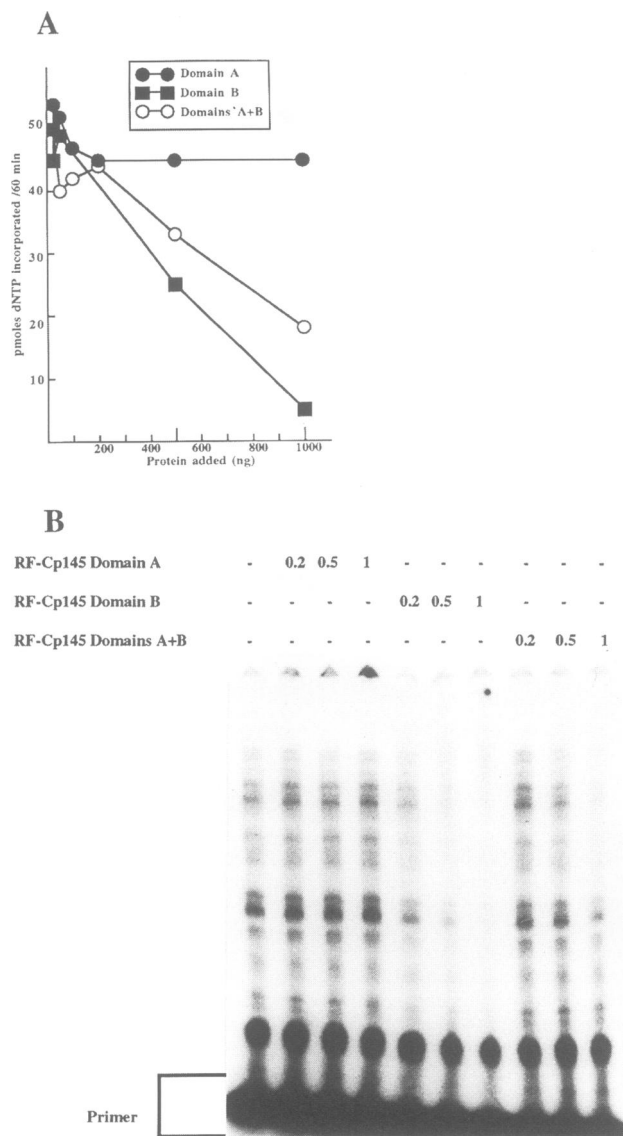 A
Domain A
Domain B
Domains A+B
pmoles dNTP incorporated /60 min
50
40
30
20
10
200 400 600 800 1000
Protein added (ng)
B
RF-Cp145 Domain A - 0.2 0.5 1 - - - - - -
RF-Cp145 Domain B - - - - 0.2 0.5 1 - - -
RF-Cp145 Domains A+B - - - - - - - 0.2 0.5 1
Primer